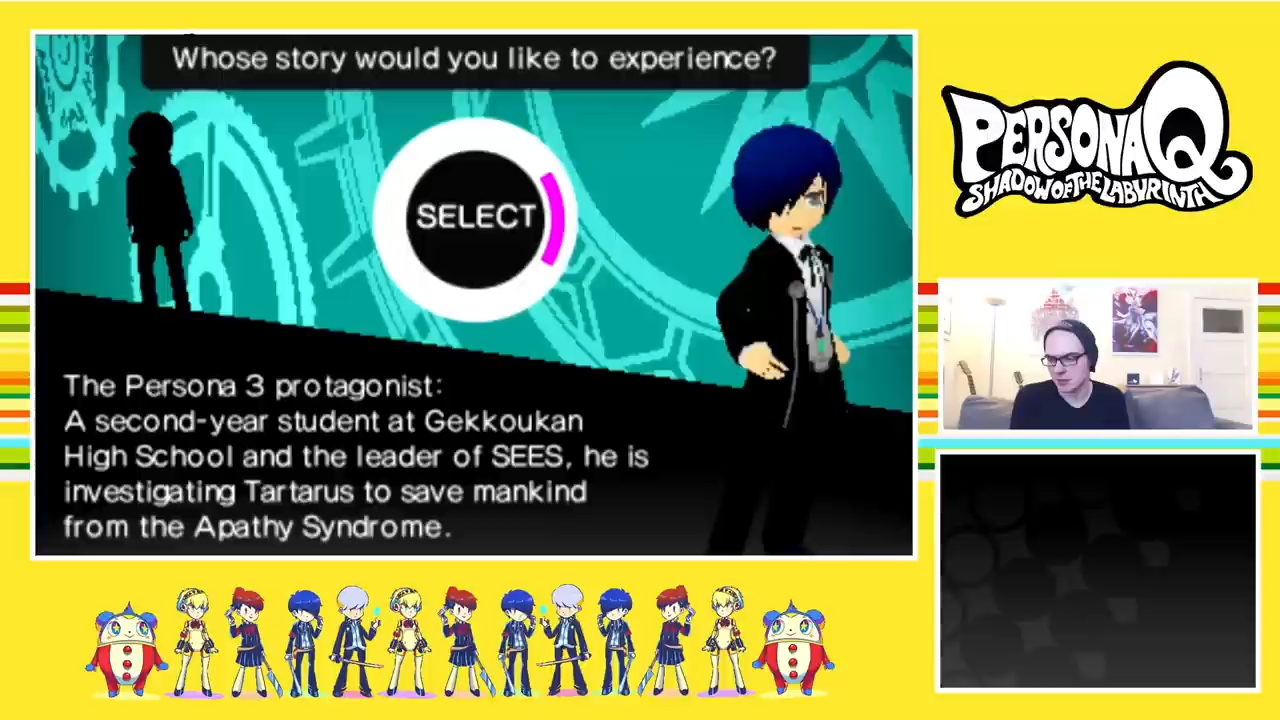 Whose story would you like to experience?
SELECT
The Persona 3 protagonist:
A second-year student at Gekkoukan
High School and the leader of SEES, he is
investigating Tartarus to save mankind
from the Apathy Syndrome.
PERSONA Q
SHADOW OF THE LABYRINTH